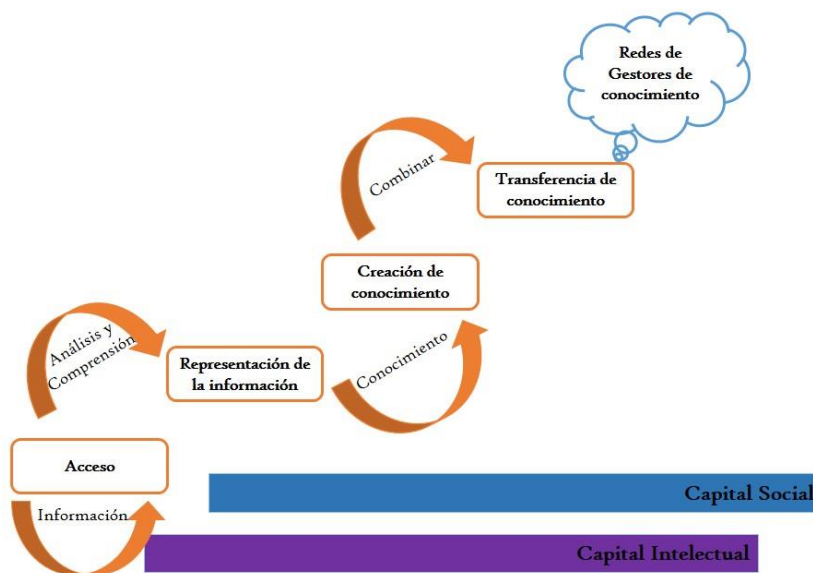 Redes de
Gestores de
conocimiento
Combinar
Transferencia de
conocimiento
Creación de
conocimiento
Análisis y
Comprensión
Representación de
la información
Conocimiento
Acceso
Información
Capital Social
Capital Intelectual